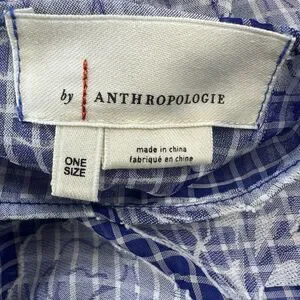 by | ANTHROPOLOGIE
ONE
SIZE
made in china
fabriqué en chine